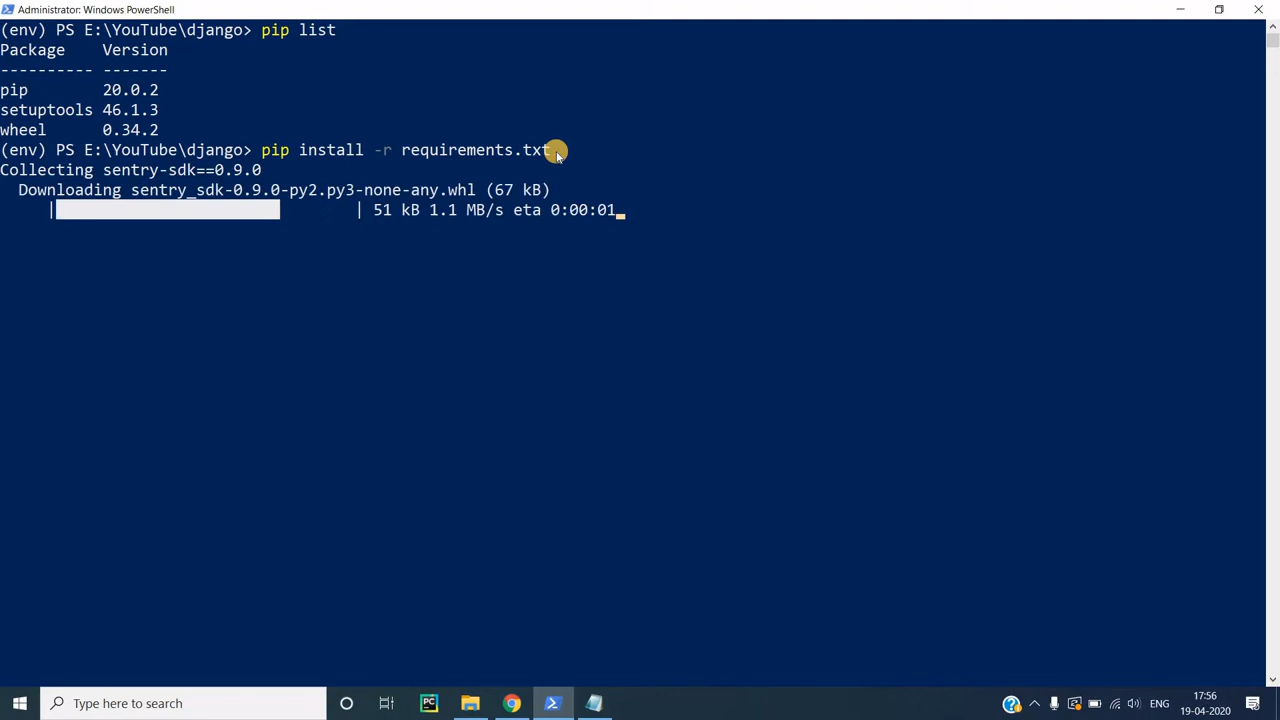 Administrator: Windows PowerShell
(env) PS E:\YouTube\django> pip list
Package    Version
---------- -------
pip        20.0.2
setuptools 46.1.3
wheel      0.34.2
(env) PS E:\YouTube\django> pip install -r requirements.txt
Collecting sentry-sdk==0.9.0
  Downloading sentry_sdk-0.9.0-py2.py3-none-any.whl (67 kB)
| | 51 kB 1.1 MB/s eta 0:00:01
Type here to search
PC
ENG
17:56
19-04-2020